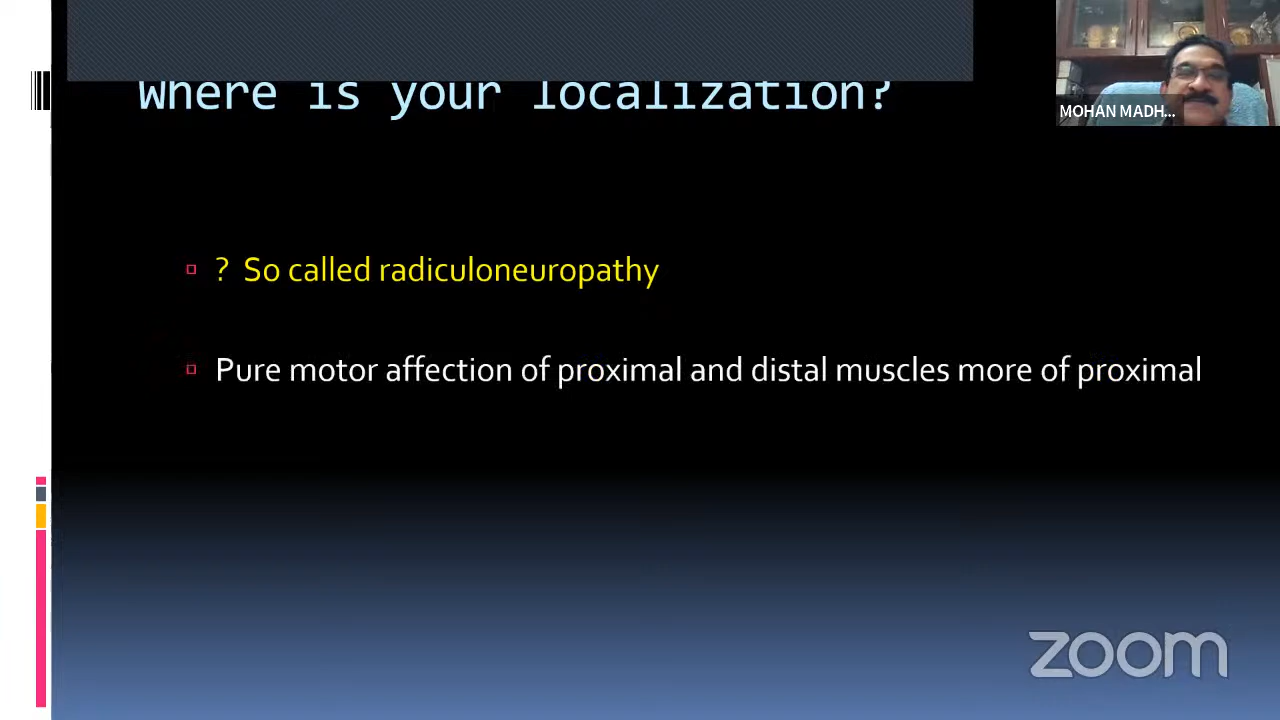 Where is your localization?
MOHAN MADH...
? So called radiculoneuropathy
Pure motor affection of proximal and distal muscles more of proximal
zoom